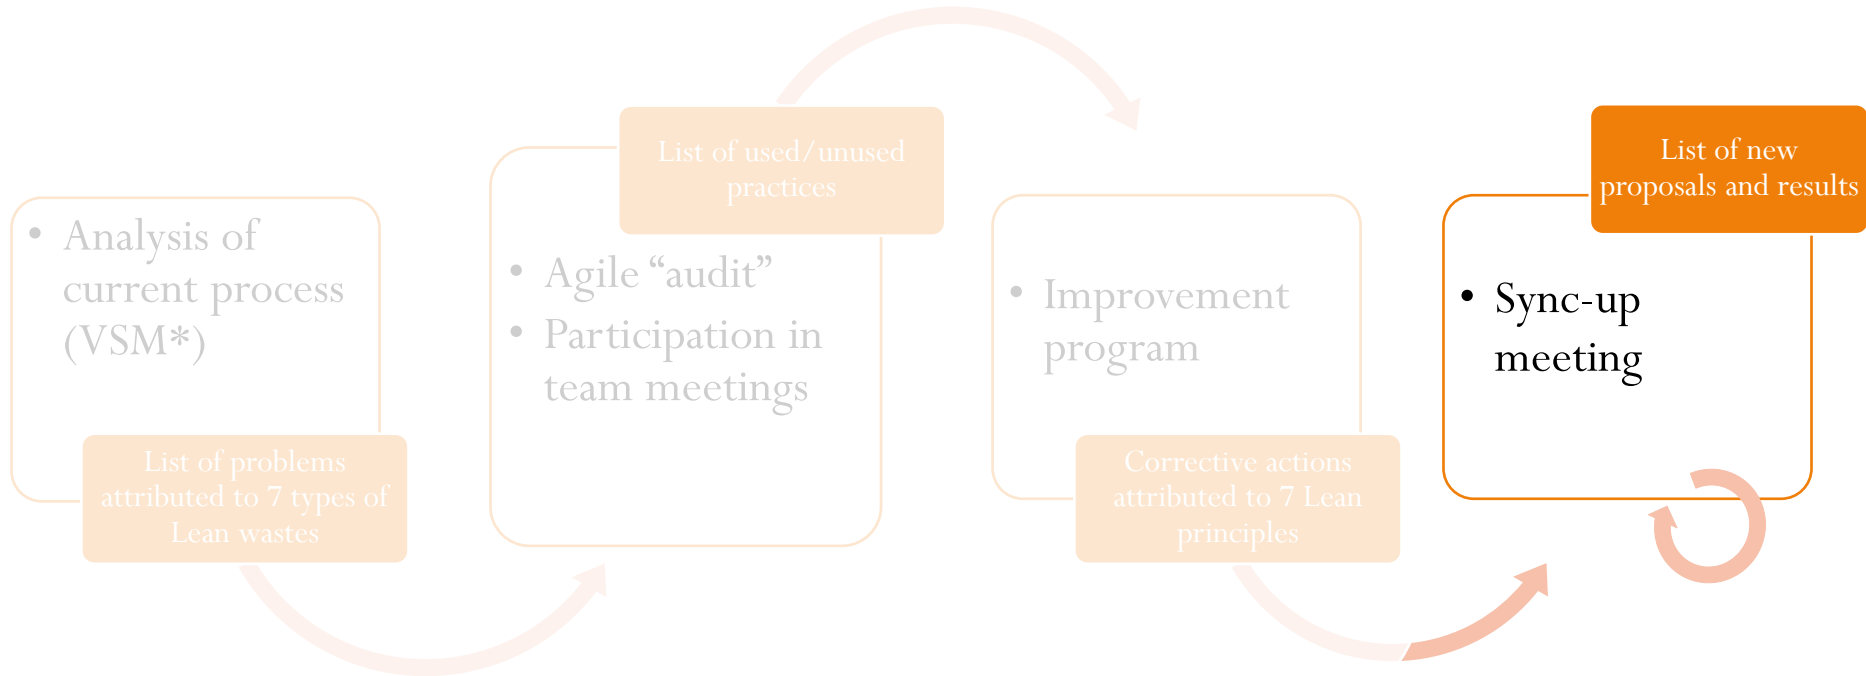 • Analysis of
current process
(VSM*)
List of problems
attributed to 7 types of
Lean wastes
List of used/unused
practices
• Agile “audit”
• Participation in
team meetings
• Improvement
program
Corrective actions
attributed to 7 Lean
principles
List of new
proposals and results
• Sync-up
meeting